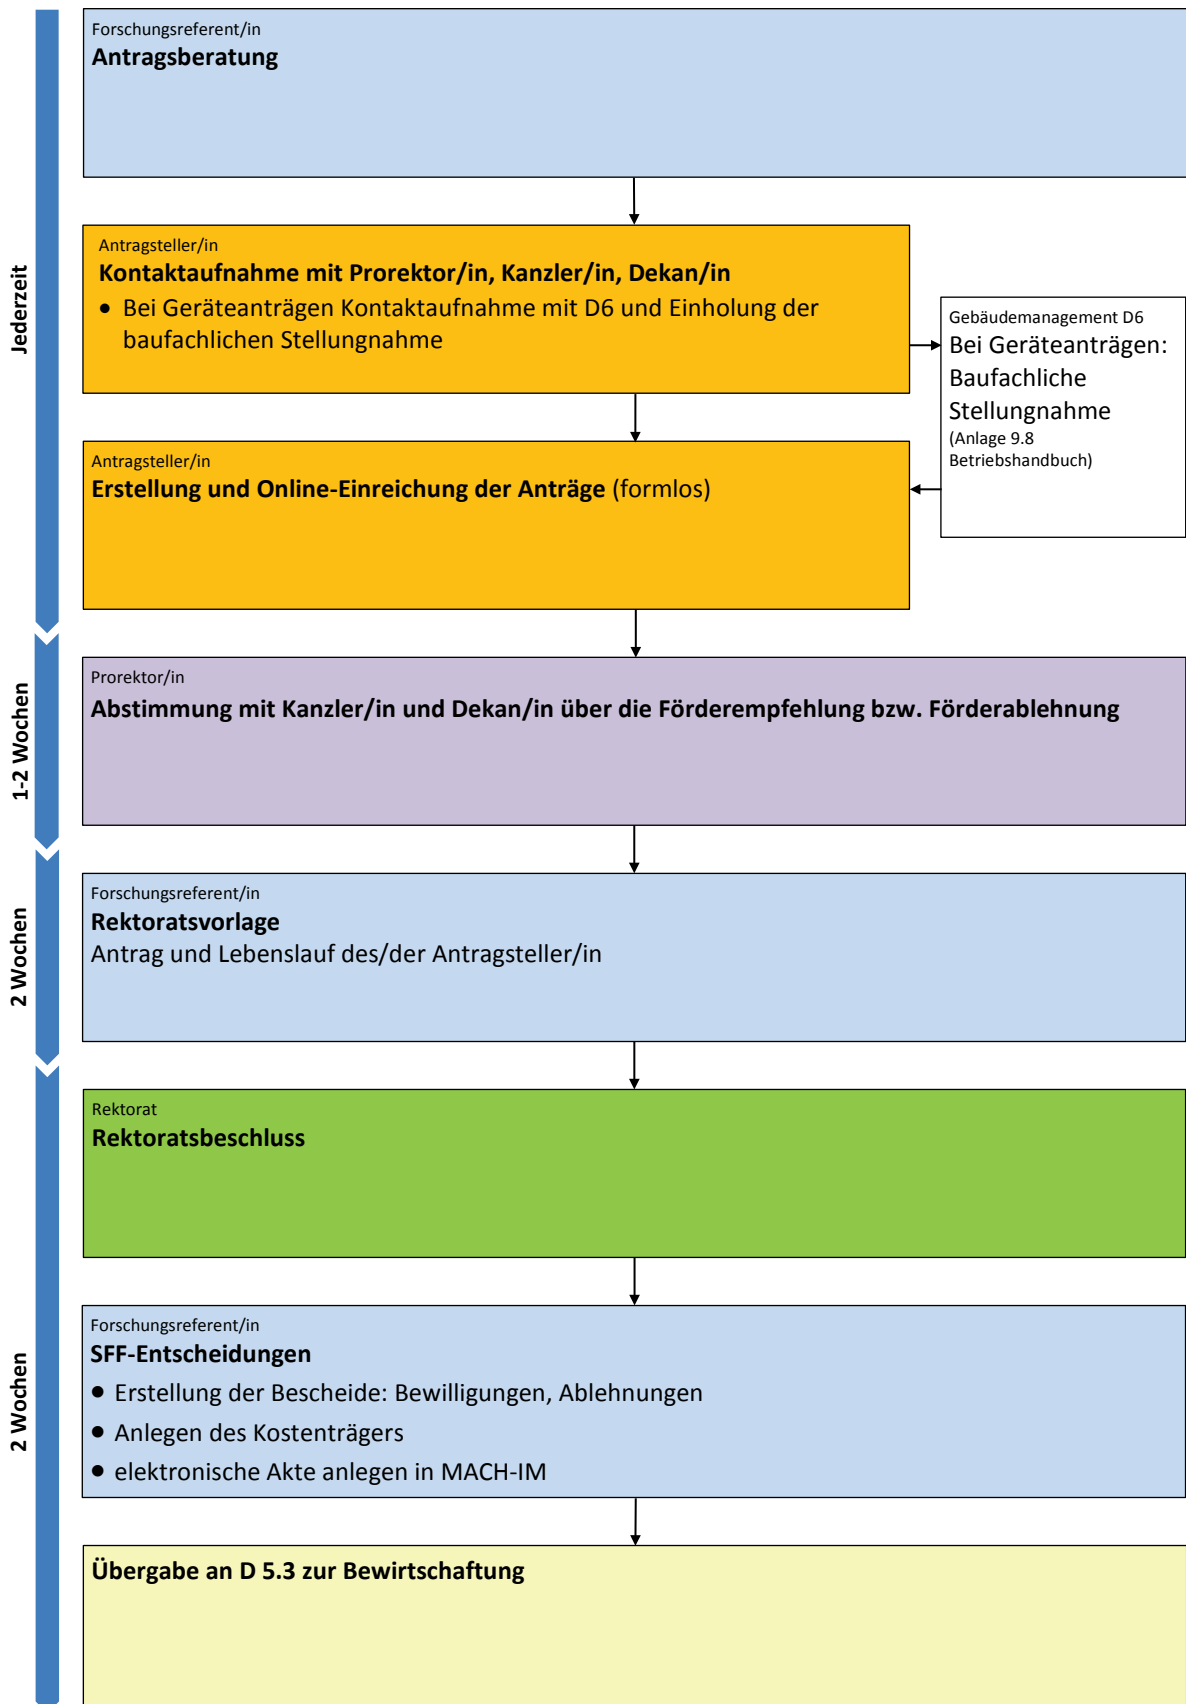 Forschungsreferent/in
Antragsberatung
Jederzeit
Antragsteller/in
Kontaktaufnahme mit Prorektor/in, Kanzler/in, Dekan/in
• Bei Geräteanträgen Kontaktaufnahme mit D6 und Einholung der
baufachlichen Stellungnahme
Gebäudemanagement D6
Bei Geräteanträgen:
Baufachliche
Stellungnahme
(Anlage 9.8
Betriebshandbuch)
Antragsteller/in
Erstellung und Online-Einreichung der Anträge (formlos)
1-2 Wochen
Prorektor/in
Abstimmung mit Kanzler/in und Dekan/in über die Förderempfehlung bzw. Förderablehnung
2 Wochen
Forschungsreferent/in
Rektoratsvorlage
Antrag und Lebenslauf des/der Antragsteller/in
Rektorat
Rektoratsbeschluss
2 Wochen
Forschungsreferent/in
SFF-Entscheidungen
• Erstellung der Bescheide: Bewilligungen, Ablehnungen
• Anlegen des Kostenträgers
• elektronische Akte anlegen in MACH-IM
Übergabe an D 5.3 zur Bewirtschaftung